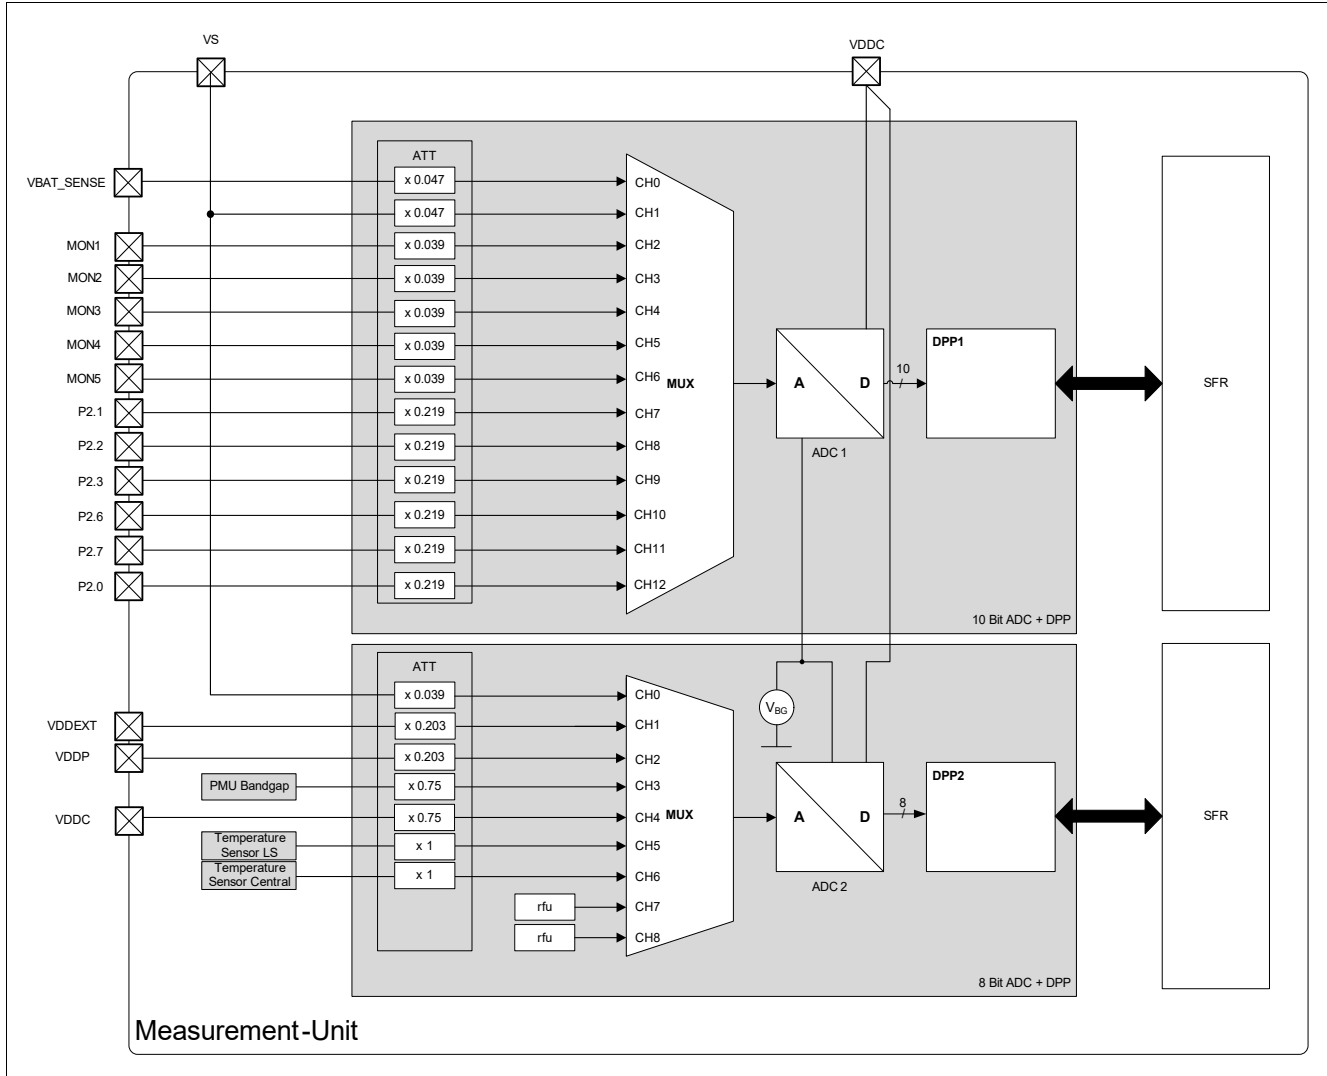 VS
VDDC
ATT
VBAT_SENSE
x 0.047
CH0
x 0.047
CH1
MON1
x 0.039
CH2
MON2
x 0.039
CH3
MON3
x 0.039
CH4
MON4
x 0.039
CH5
DPP1
MON5
x 0.039
CH6
MUX
A
D
10
SFR
P2.1
x 0.219
CH7
P2.2
x 0.219
CH8
ADC 1
P2.3
x 0.219
CH9
P2.6
x 0.219
CH10
P2.7
x 0.219
CH11
P2.0
x 0.219
CH12
10 Bit ADC + DPP
ATT
x 0.039
CH0
VBG
VDDEXT
x 0.203
CH1
VDDP
x 0.203
CH2
DPP2
PMU Bandgap
x 0.75
CH3
VDDC
x 0.75
CH4
MUX
A
D
8
SFR
Temperature
Sensor LS
x 1
CH5
Temperature
Sensor Central
x 1
CH6
ADC 2
rfu
CH7
rfu
CH8
8 Bit ADC + DPP
Measurement-Unit